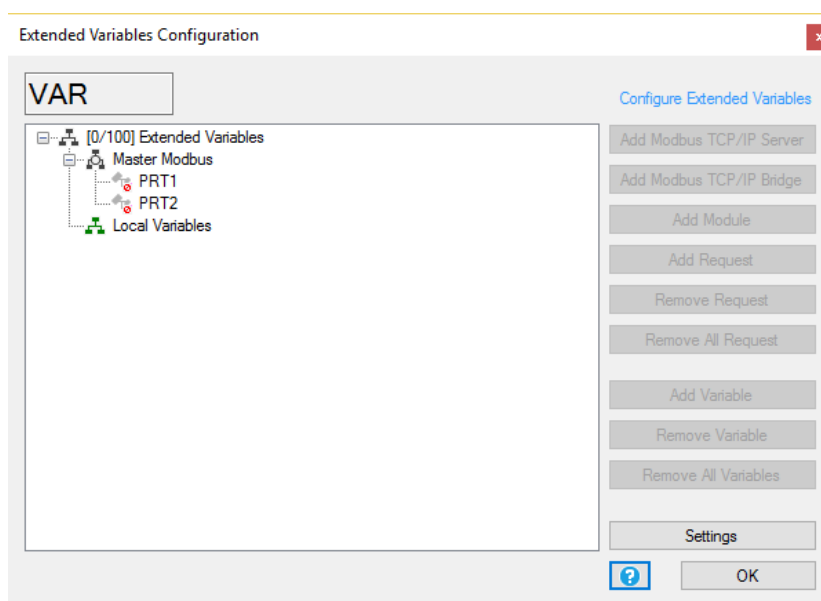 Extended Variables Configuration
x
VAR
Configure Extended Variables
[0/100] Extended Variables
Master Modbus
PRT1
PRT2
Local Variables
Add Modbus TCP/IP Server
Add Modbus TCP/IP Bridge
Add Module
Add Request
Remove Request
Remove All Request
Add Variable
Remove Variable
Remove All Variables
Settings
?
OK